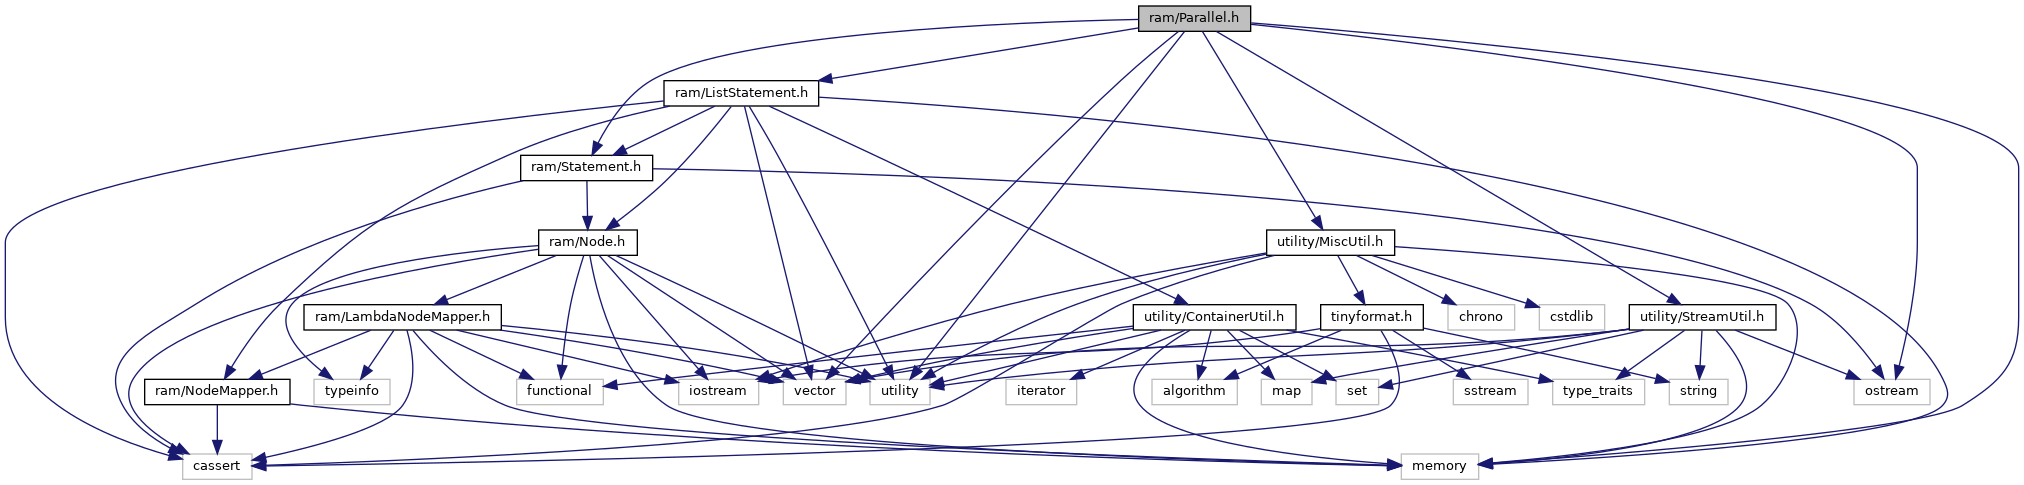 ram/Parallel.h
ram/ListStatement.h
ram/Statement.h
ram/Node.h
utility/MiscUtil.h
ram/LambdaNodeMapper.h
utility/ContainerUtil.h
tinyformat.h
chrono
cstdlib
utility/StreamUtil.h
ram/NodeMapper.h
typeinfo
functional
iostream
vector
utility
iterator
algorithm
map
set
sstream
type_traits
string
ostream
cassert
memory